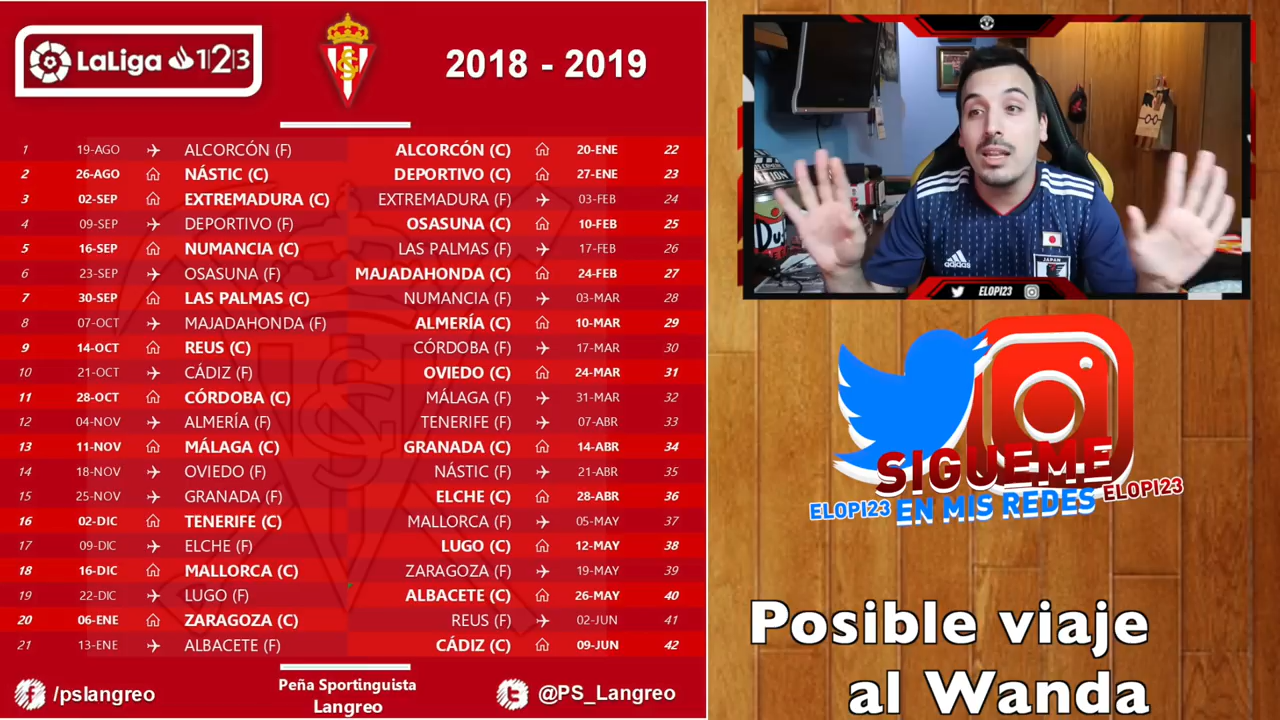 LaLiga 1|2|3
2018 - 2019
1 19-AGO ALCORCÓN (F) ALCORCÓN (C) 20-ENE 22
2 26-AGO NÁSTIC (C) DEPORTIVO (C) 27-ENE 23
3 02-SEP EXTREMADURA (C) EXTREMADURA (F) 03-FEB 24
4 09-SEP DEPORTIVO (F) OSASUNA (C) 10-FEB 25
5 16-SEP NUMANCIA (C) LAS PALMAS (F) 17-FEB 26
6 23-SEP OSASUNA (F) MAJADAHONDA (C) 24-FEB 27
7 30-SEP LAS PALMAS (C) NUMANCIA (F) 03-MAR 28
8 07-OCT MAJADAHONDA (F) ALMERÍA (C) 10-MAR 29
9 14-OCT REUS (C) CÓRDOBA (F) 17-MAR 30
10 21-OCT CÁDIZ (F) OVIEDO (C) 24-MAR 31
11 28-OCT CÓRDOBA (C) MÁLAGA (F) 31-MAR 32
12 04-NOV ALMERÍA (F) TENERIFE (F) 07-ABR 33
13 11-NOV MÁLAGA (C) GRANADA (C) 14-ABR 34
14 18-NOV OVIEDO (F) NÁSTIC (F) 21-ABR 35
15 25-NOV GRANADA (F) ELCHE (C) 28-ABR 36
16 02-DIC TENERIFE (C) MALLORCA (F) 05-MAY 37
17 09-DIC ELCHE (F) LUGO (C) 12-MAY 38
18 16-DIC MALLORCA (C) ZARAGOZA (F) 19-MAY 39
19 22-DIC LUGO (F) ALBACETE (C) 26-MAY 40
20 06-ENE ZARAGOZA (C) REUS (F) 02-JUN 41
21 13-ENE ALBACETE (F) CÁDIZ (C) 09-JUN 42
/pslangreo
Peña Sportinguista
Langreo
@PS_Langreo
adidas
JAPAN
ELOPI23
SIGUEME
ELOPI23 EN MIS REDES ELOPI23
Posible viaje
al Wanda